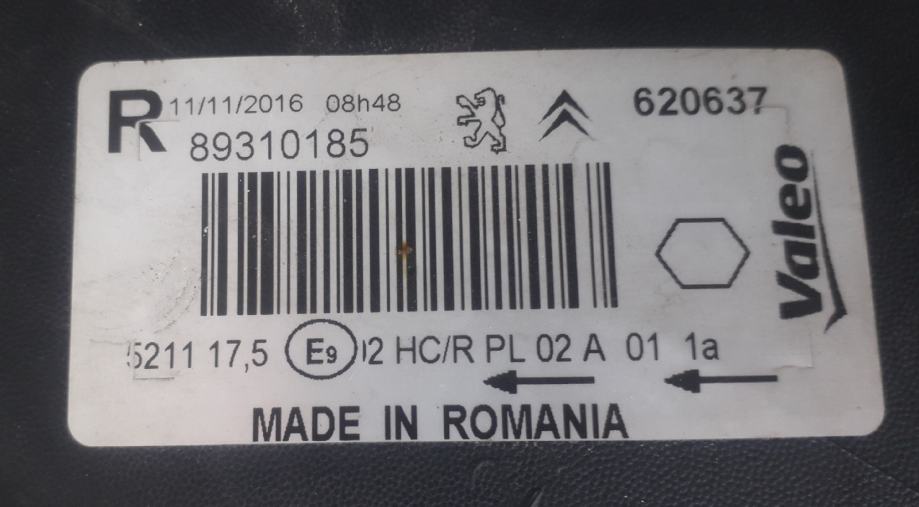 R 11/11/2016 08h48 620637
89310185
Valeo
5211 17,5 E9 02 HC/R PL 02 A 01 1a
MADE IN ROMANIA